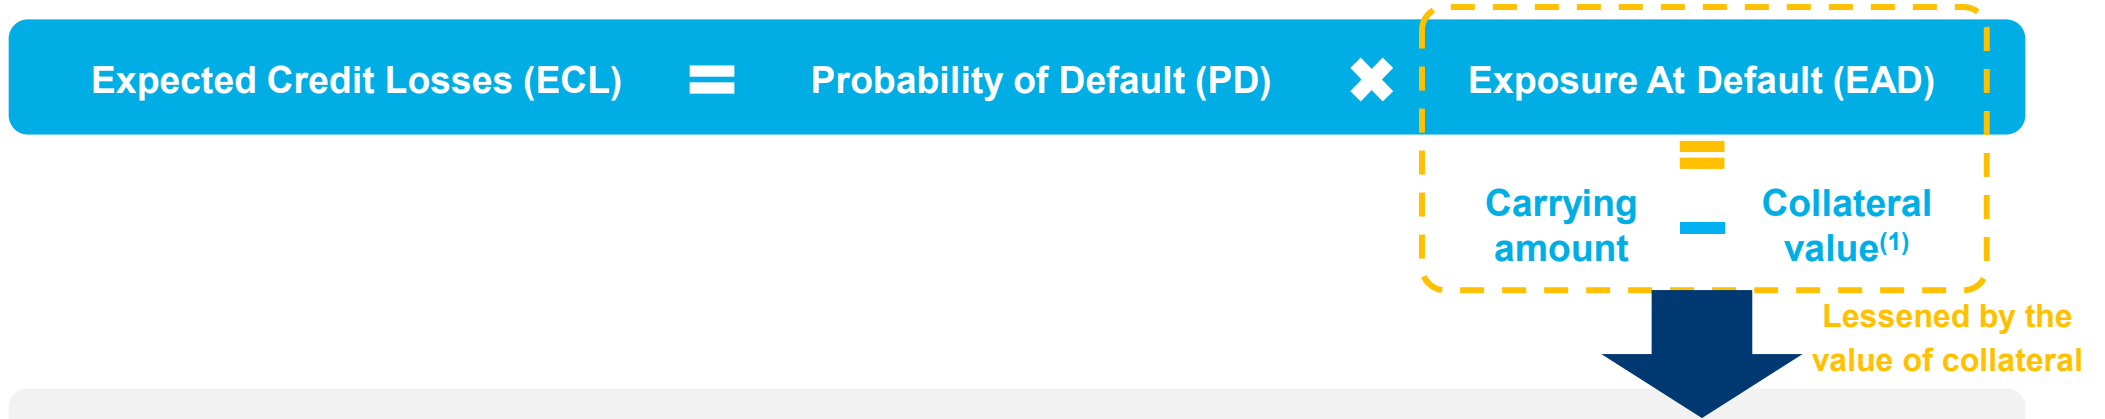 Expected Credit Losses (ECL) = Probability of Default (PD) ✖ Exposure At Default (EAD)
=
Carrying amount − Collateral value(1)
Lessened by the
value of collateral